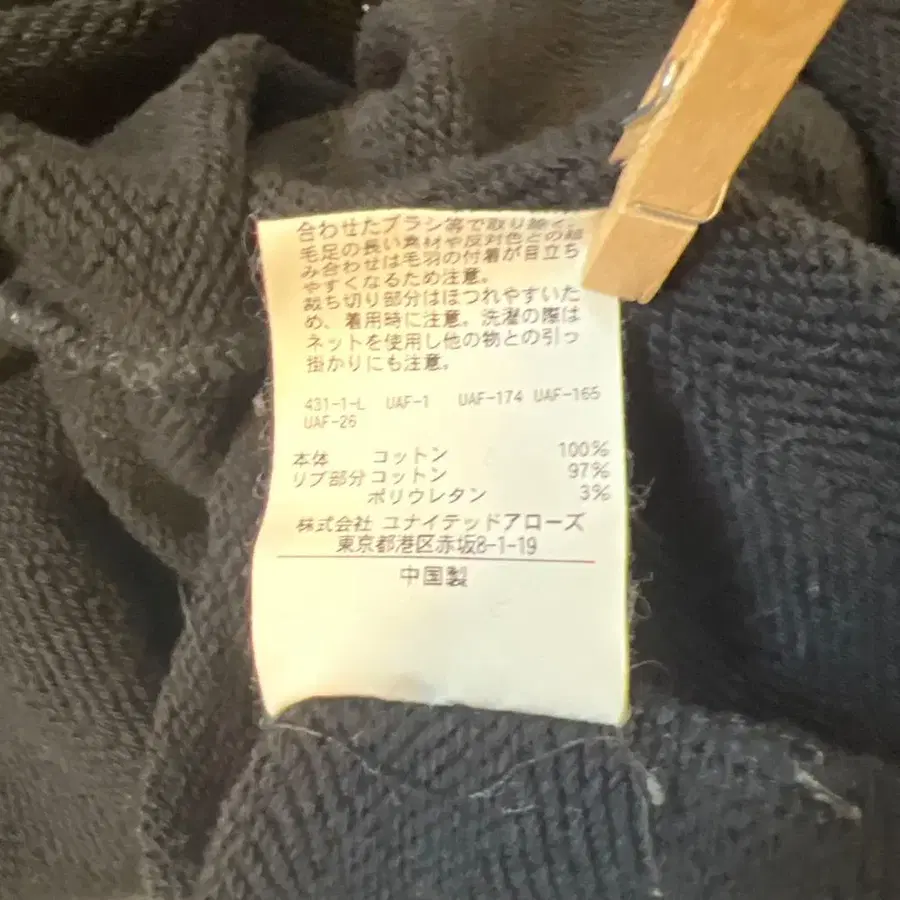 合わせたブラシ等で取り除く。
毛足の長い素材や反対色との組
み合わせは毛羽の付着が目立ち
やすくなるため注意。
裁ち切り部分はほつれやすいた
め、着用時に注意。洗濯の際は
ネットを使用し他の物との引っ
掛かりにも注意。
431-1-L UAF-1 UAF-174 UAF-165
UAF-26
本体 コットン 100%
リブ部分 コットン 97%
ポリウレタン 3%
株式会社 ユナイテッドアローズ
東京都港区赤坂8-1-19
中国製